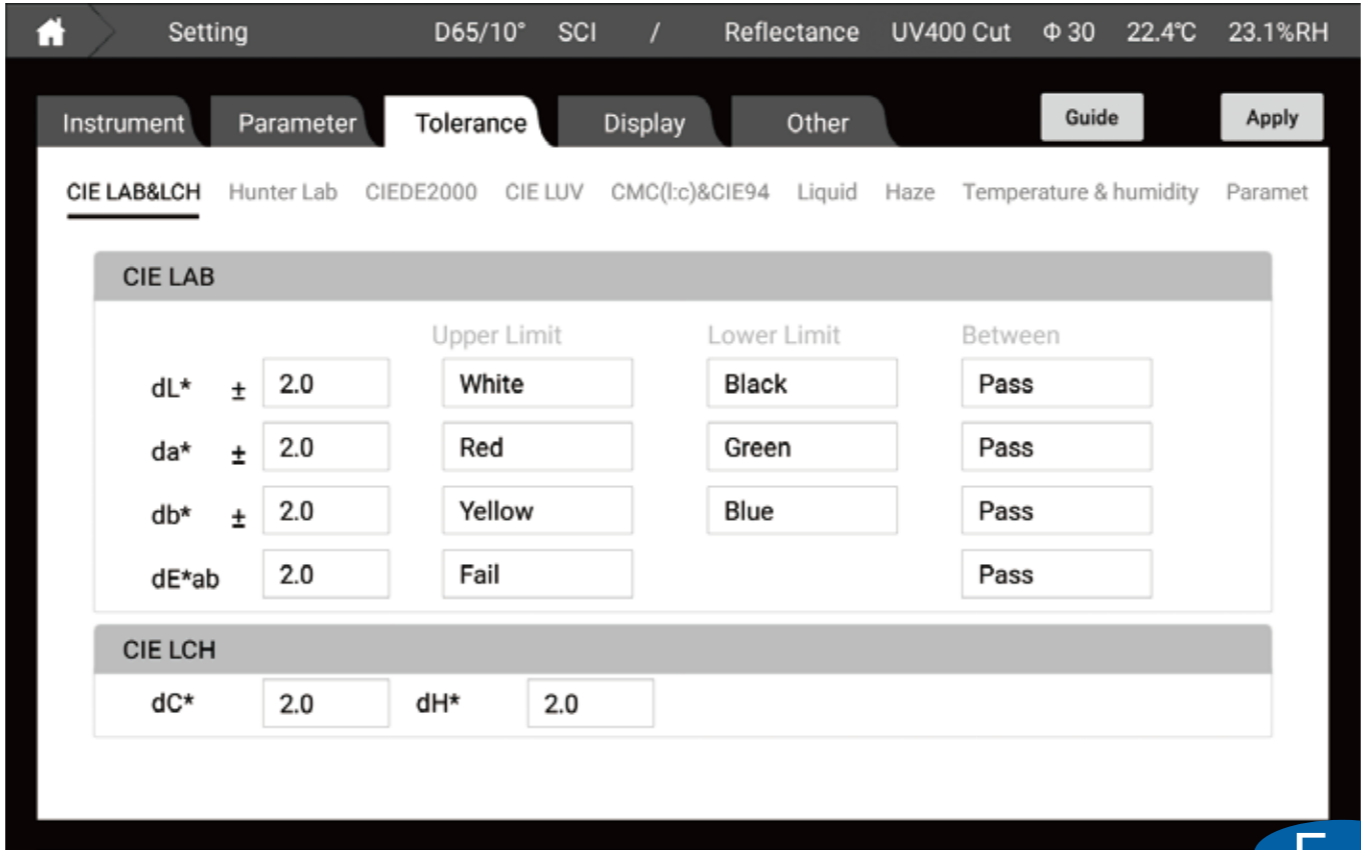 Setting D65/10° SCI / Reflectance UV400 Cut Φ 30 22.4℃ 23.1%RH
Instrument Parameter Tolerance Display Other Guide Apply
CIE LAB&LCH Hunter Lab CIEDE2000 CIE LUV CMC(l:c)&CIE94 Liquid Haze Temperature & humidity Paramet
CIE LAB
Upper Limit Lower Limit Between
dL* ± 2.0 White Black Pass
da* ± 2.0 Red Green Pass
db* ± 2.0 Yellow Blue Pass
dE*ab 2.0 Fail Pass
CIE LCH
dC* 2.0 dH* 2.0